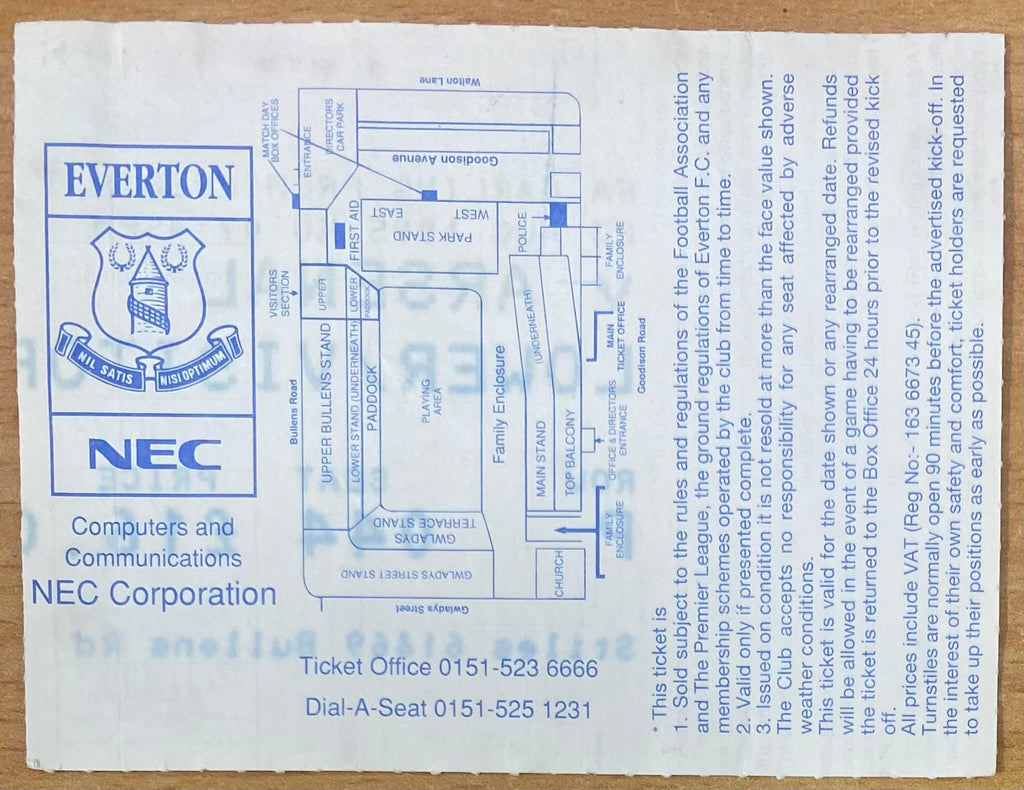 EVERTON
NIL SATIS
NISI OPTIMUM
NEC
Computers and
Communications
NEC Corporation
Ticket Office 0151-523 6666
Dial-A-Seat 0151-525 1231
Walton Lane
MATCH DAY
BOX OFFICES
ENTRANCE
DIRECTORS
CAR PARK
Goodison Avenue
FIRST AID
EAST
PARK STAND
WEST
POLICE
FAMILY
ENCLOSURE
VISITORS
SECTION
UPPER
LOWER
PADDOCK
Bullens Road
UPPER BULLENS STAND
LOWER STAND (UNDERNEATH)
PADDOCK
PLAYING
AREA
Family Enclosure
(UNDERNEATH)
MAIN STAND
TOP BALCONY
MAIN
TICKET OFFICE
Goodison Road
OFFICE & DIRECTORS
ENTRANCE
FAMILY
ENCLOSURE
TERRACE STAND
GWLADYS
GWLADYS STREET STAND
CHURCH
Gwladys Street
* This ticket is
1. Sold subject to the rules and regulations of the Football Association
and The Premier League, the ground regulations of Everton F.C. and any
membership schemes operated by the club from time to time.
2. Valid only if presented complete.
3. Issued on condition it is not resold at more than the face value shown.
The Club accepts no responsibility for any seat affected by adverse
weather conditions.
This ticket is valid for the date shown or any rearranged date. Refunds
will be allowed in the event of a game having to be rearranged provided
the ticket is returned to the Box Office 24 hours prior to the revised kick
off.
All prices include VAT (Reg No:- 163 6673 45).
Turnstiles are normally open 90 minutes before the advertised kick-off. In
the interest of their own safety and comfort, ticket holders are requested
to take up their positions as early as possible.